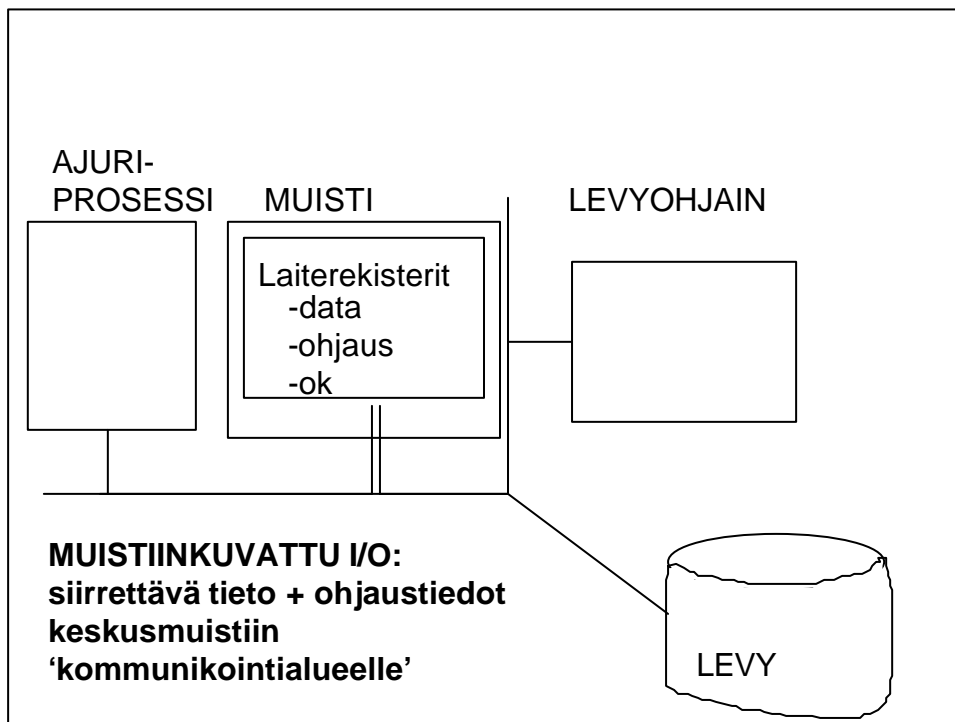 AJURI-
PROSESSI
MUISTI
LEVYOHJAIN
Laiterekisterit
-data
-ohjaus
-ok
MUISTIINKUVATTU I/O:
siirrettävä tieto + ohjaustiedot
keskusmuistiin
‘kommunikointialueelle’
LEVY